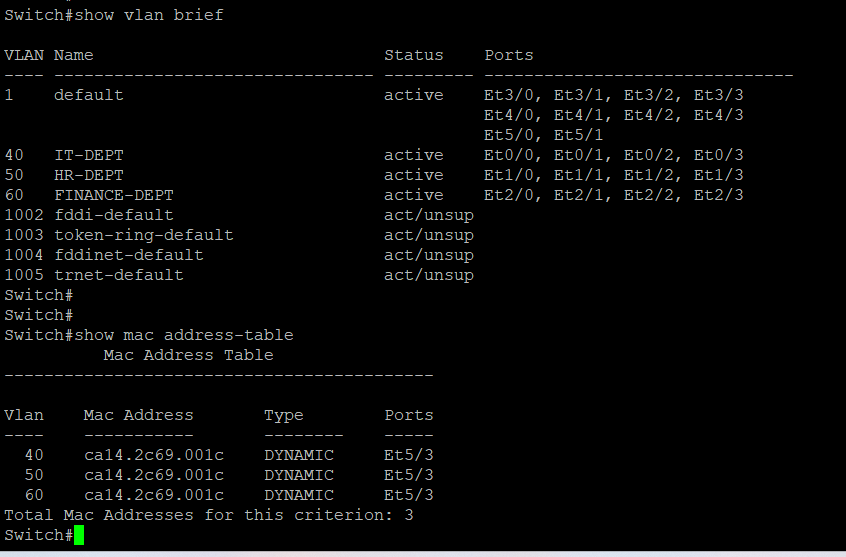 Switch#show vlan brief
VLAN Name                             Status    Ports
---- -------------------------------- --------- -------------------------------
1    default                          active    Et3/0, Et3/1, Et3/2, Et3/3
                                                Et4/0, Et4/1, Et4/2, Et4/3
                                                Et5/0, Et5/1
40   IT-DEPT                          active    Et0/0, Et0/1, Et0/2, Et0/3
50   HR-DEPT                          active    Et1/0, Et1/1, Et1/2, Et1/3
60   FINANCE-DEPT                     active    Et2/0, Et2/1, Et2/2, Et2/3
1002 fddi-default                     act/unsup
1003 token-ring-default               act/unsup
1004 fddinet-default                  act/unsup
1005 trnet-default                    act/unsup
Switch#
Switch#
Switch#show mac address-table
          Mac Address Table
-------------------------------------------
Vlan    Mac Address       Type        Ports
----    -----------       --------    -----
  40    ca14.2c69.001c    DYNAMIC     Et5/3
  50    ca14.2c69.001c    DYNAMIC     Et5/3
  60    ca14.2c69.001c    DYNAMIC     Et5/3
Total Mac Addresses for this criterion: 3
Switch#